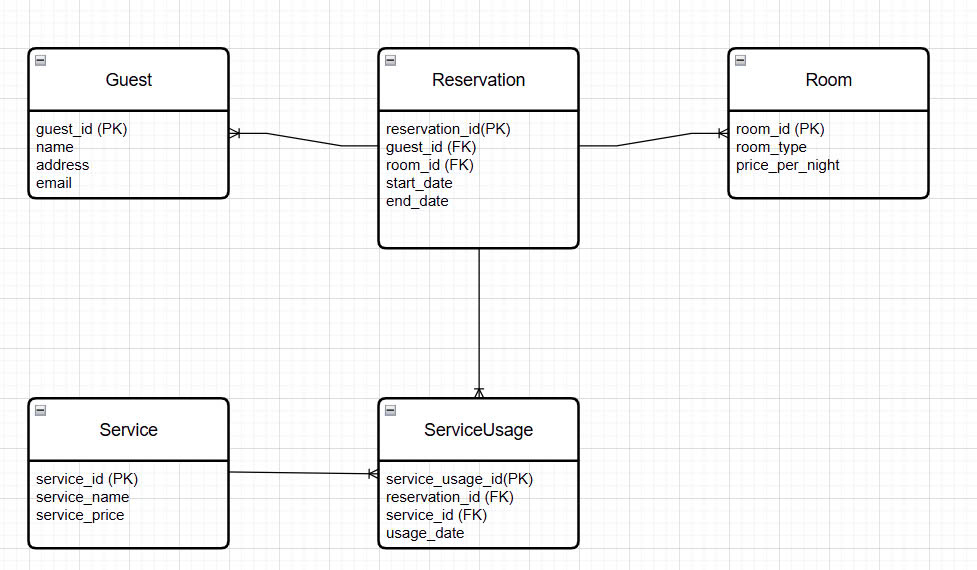 Guest
guest_id (PK)
name
address
email
Reservation
reservation_id(PK)
guest_id (FK)
room_id (FK)
start_date
end_date
Room
room_id (PK)
room_type
price_per_night
Service
service_id (PK)
service_name
service_price
ServiceUsage
service_usage_id(PK)
reservation_id (FK)
service_id (FK)
usage_date